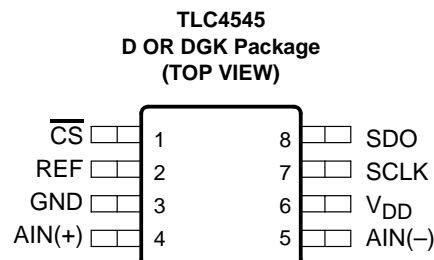 TLC4545
D OR DGK Package
(TOP VIEW)
C̅S̅ 1 8 SDO
REF 2 7 SCLK
GND 3 6 VDD
AIN(+) 4 5 AIN(–)